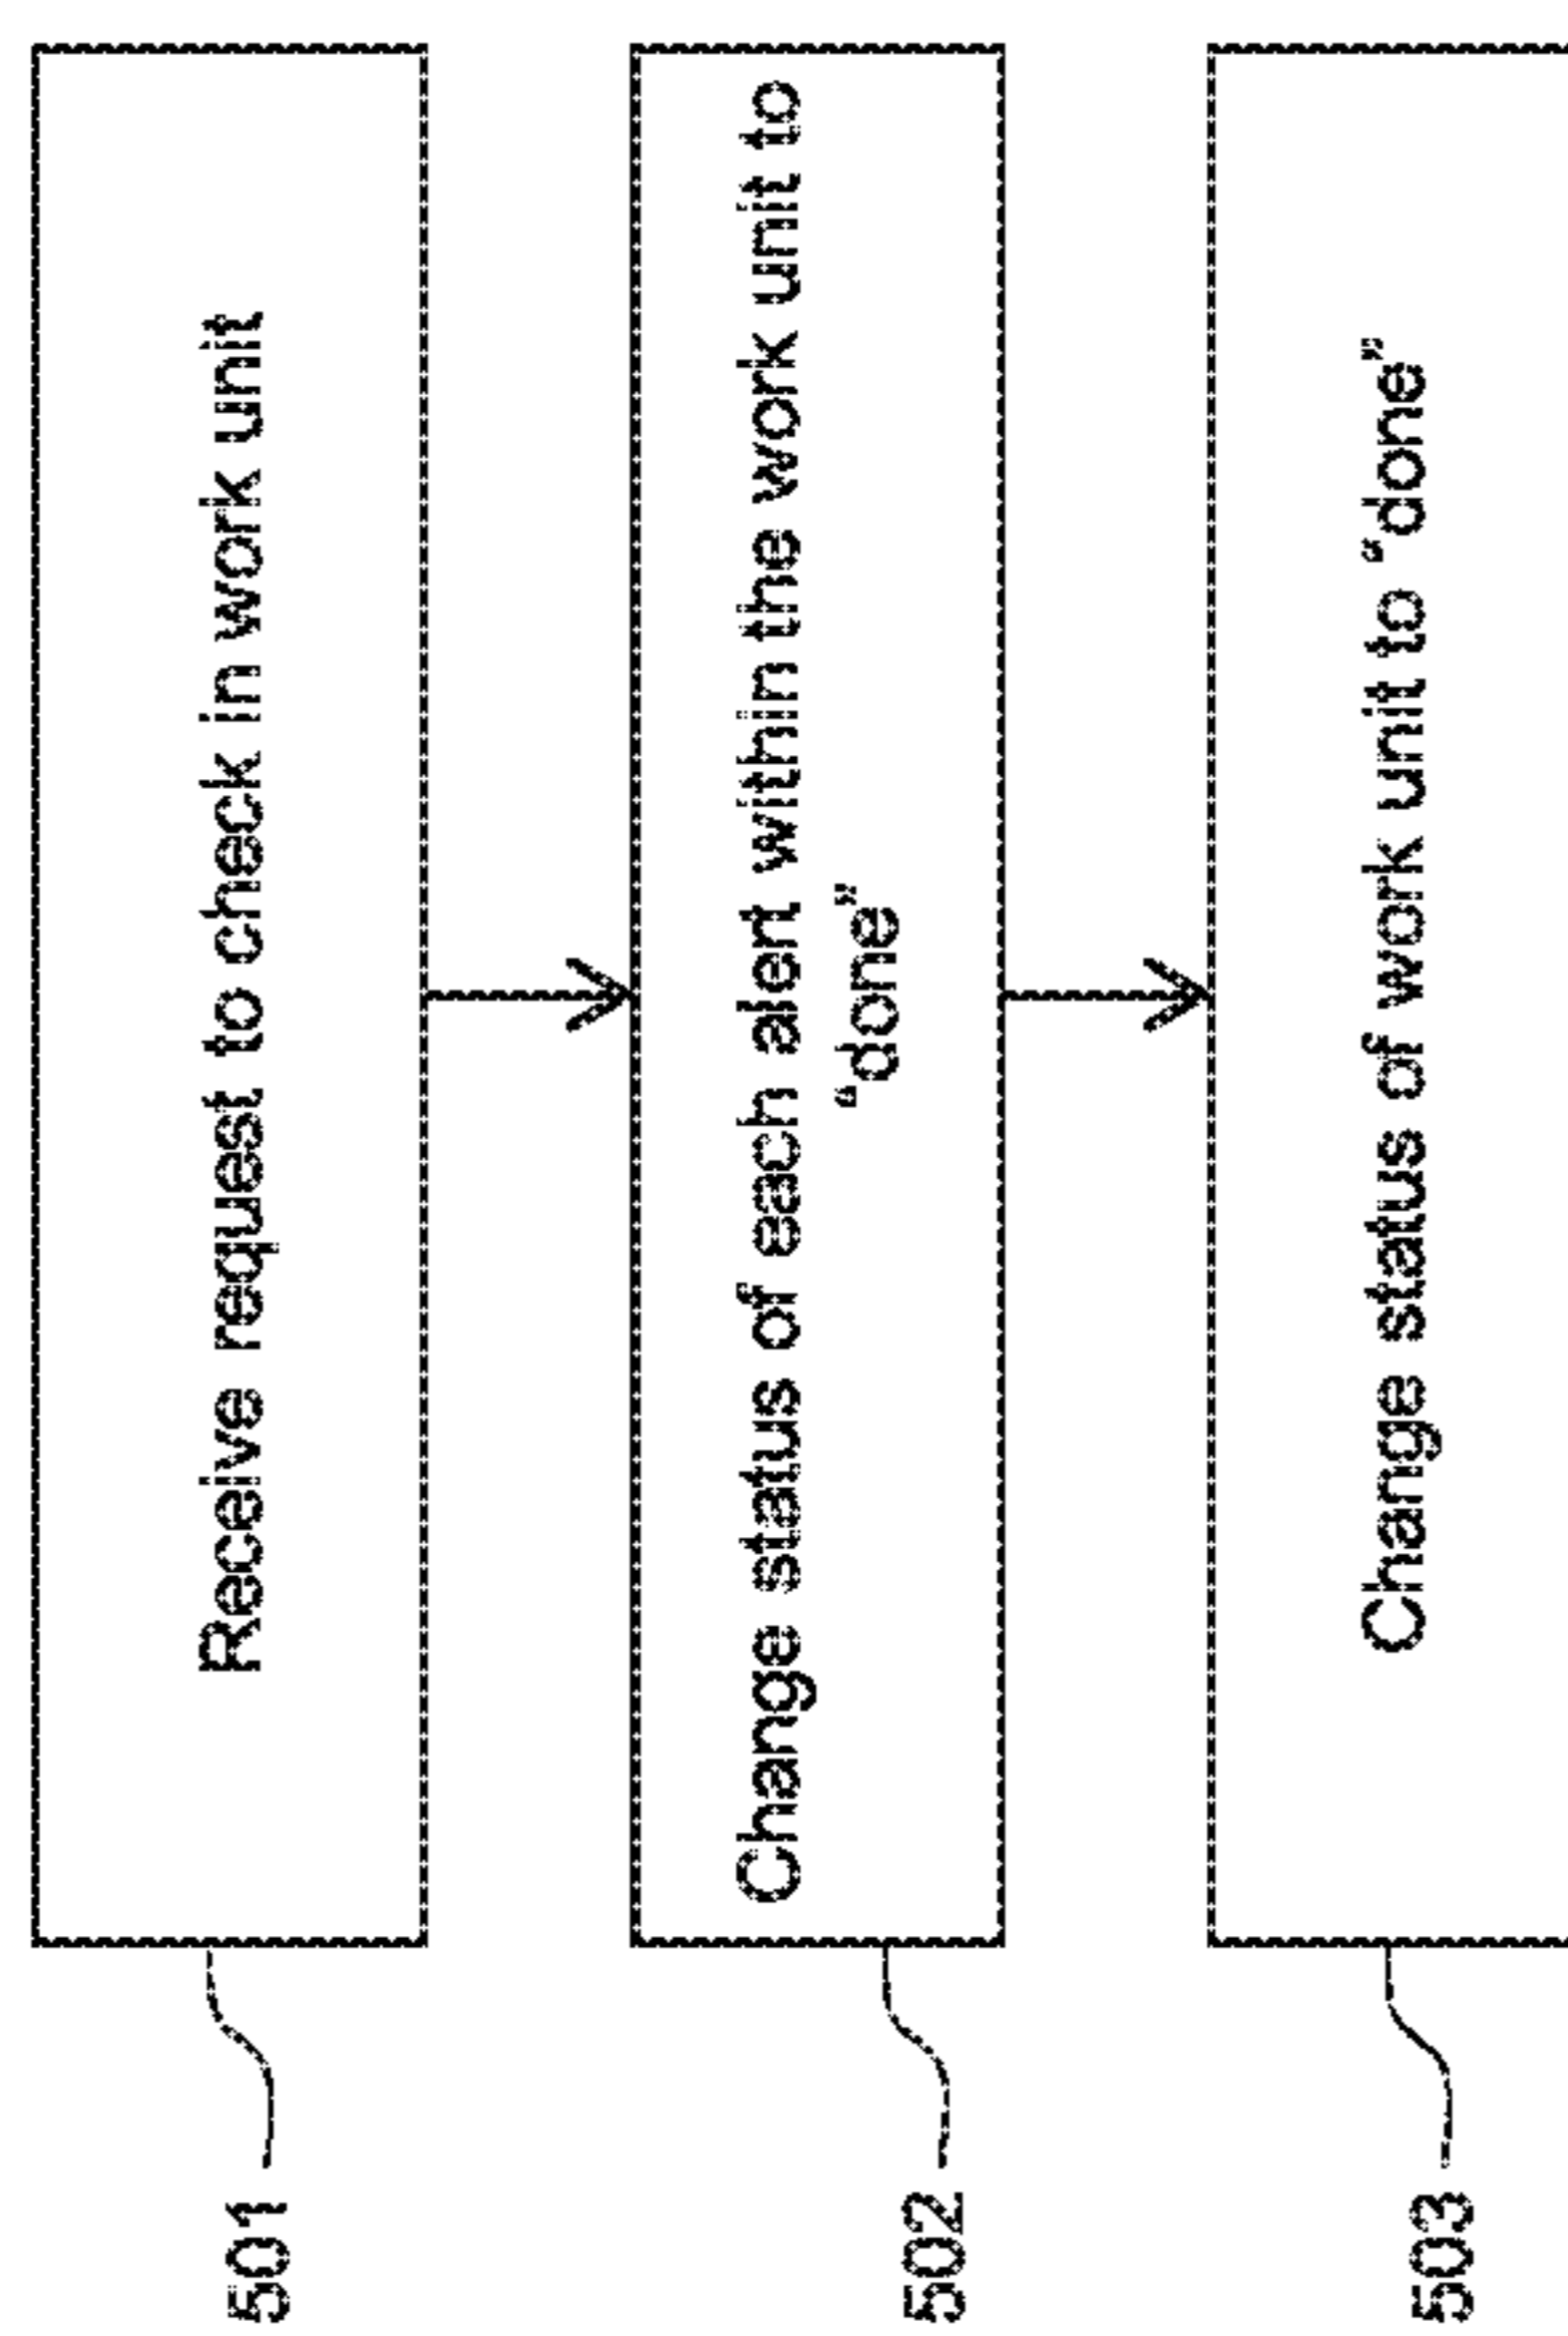 501
Receive request to check in work unit
502
Change status of each alert within the work unit to
“done”
503
Change status of work unit to “done”